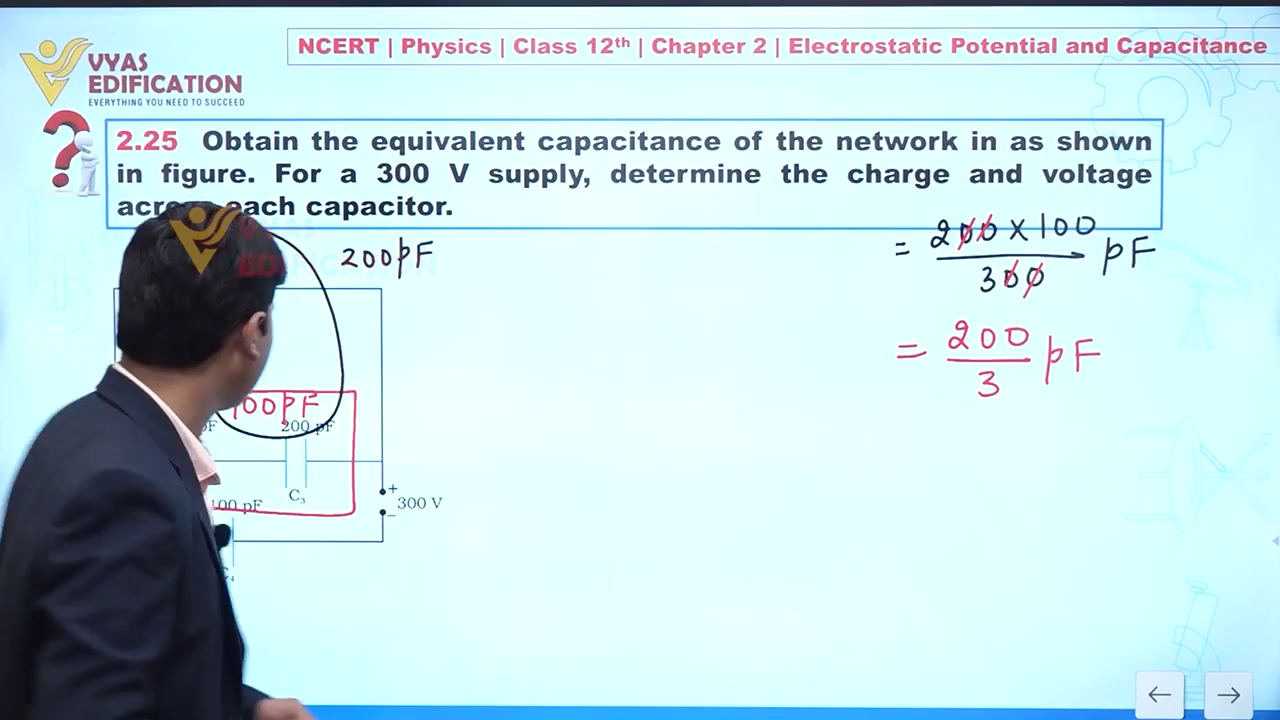 NCERT | Physics | Class 12th | Chapter 2 | Electrostatic Potential and Capacitance
VYAS
EDIFICATION
EVERYTHING YOU NEED TO SUCCEED
2.25 Obtain the equivalent capacitance of the network in as shown
in figure. For a 300 V supply, determine the charge and voltage
each capacitor.
200pF
= 200 x 100 pF
300
= 200 pF
3
100PF
200 pF
C₃
100 pF
+
300 V
–